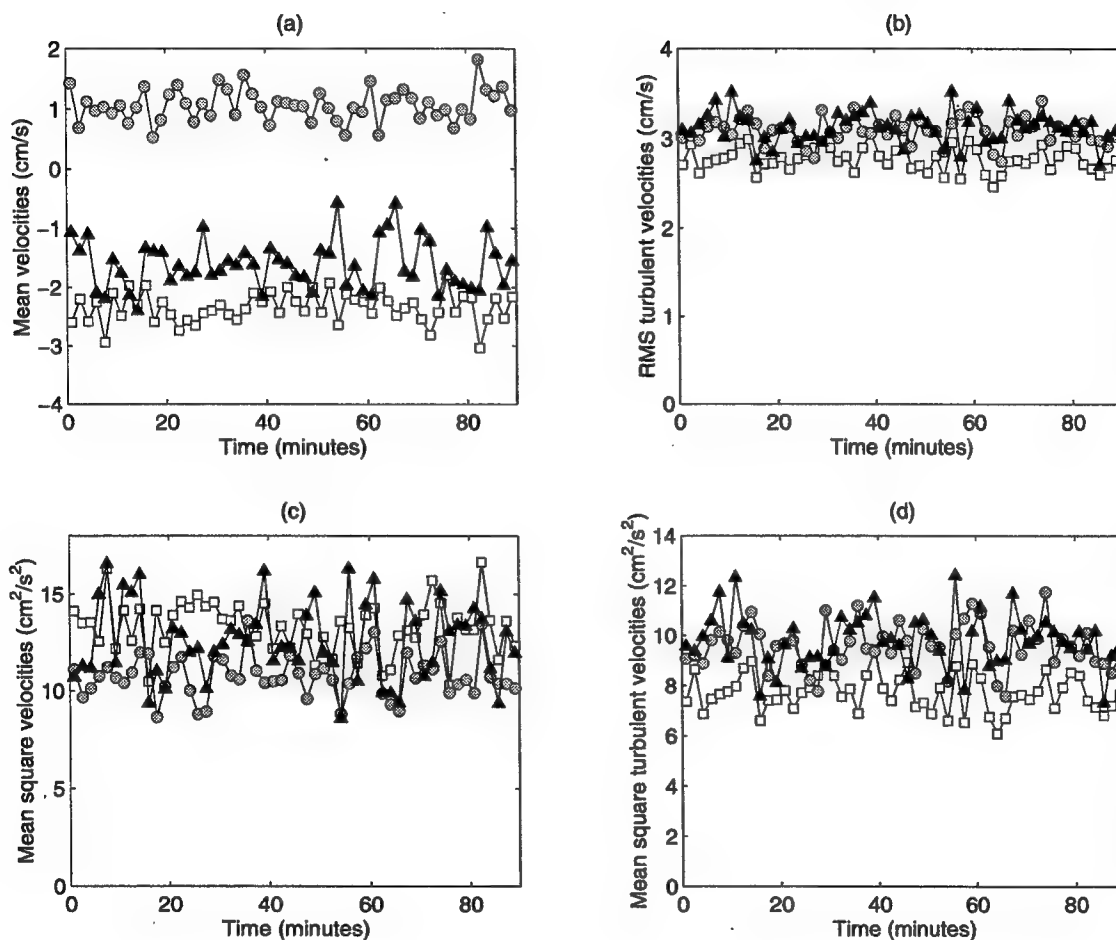 (a)
2
1
0
−1
−2
−3
−4
Mean velocities (cm/s)
0 20 40 60 80
Time (minutes)
(b)
4
3
2
1
0
RMS turbulent velocities (cm/s)
0 20 40 60 80
Time (minutes)
(c)
15
10
5
0
Mean square velocities (cm²/s²)
0 20 40 60 80
Time (minutes)
(d)
14
12
10
8
6
4
2
0
Mean square turbulent velocities (cm²/s²)
0 20 40 60 80
Time (minutes)